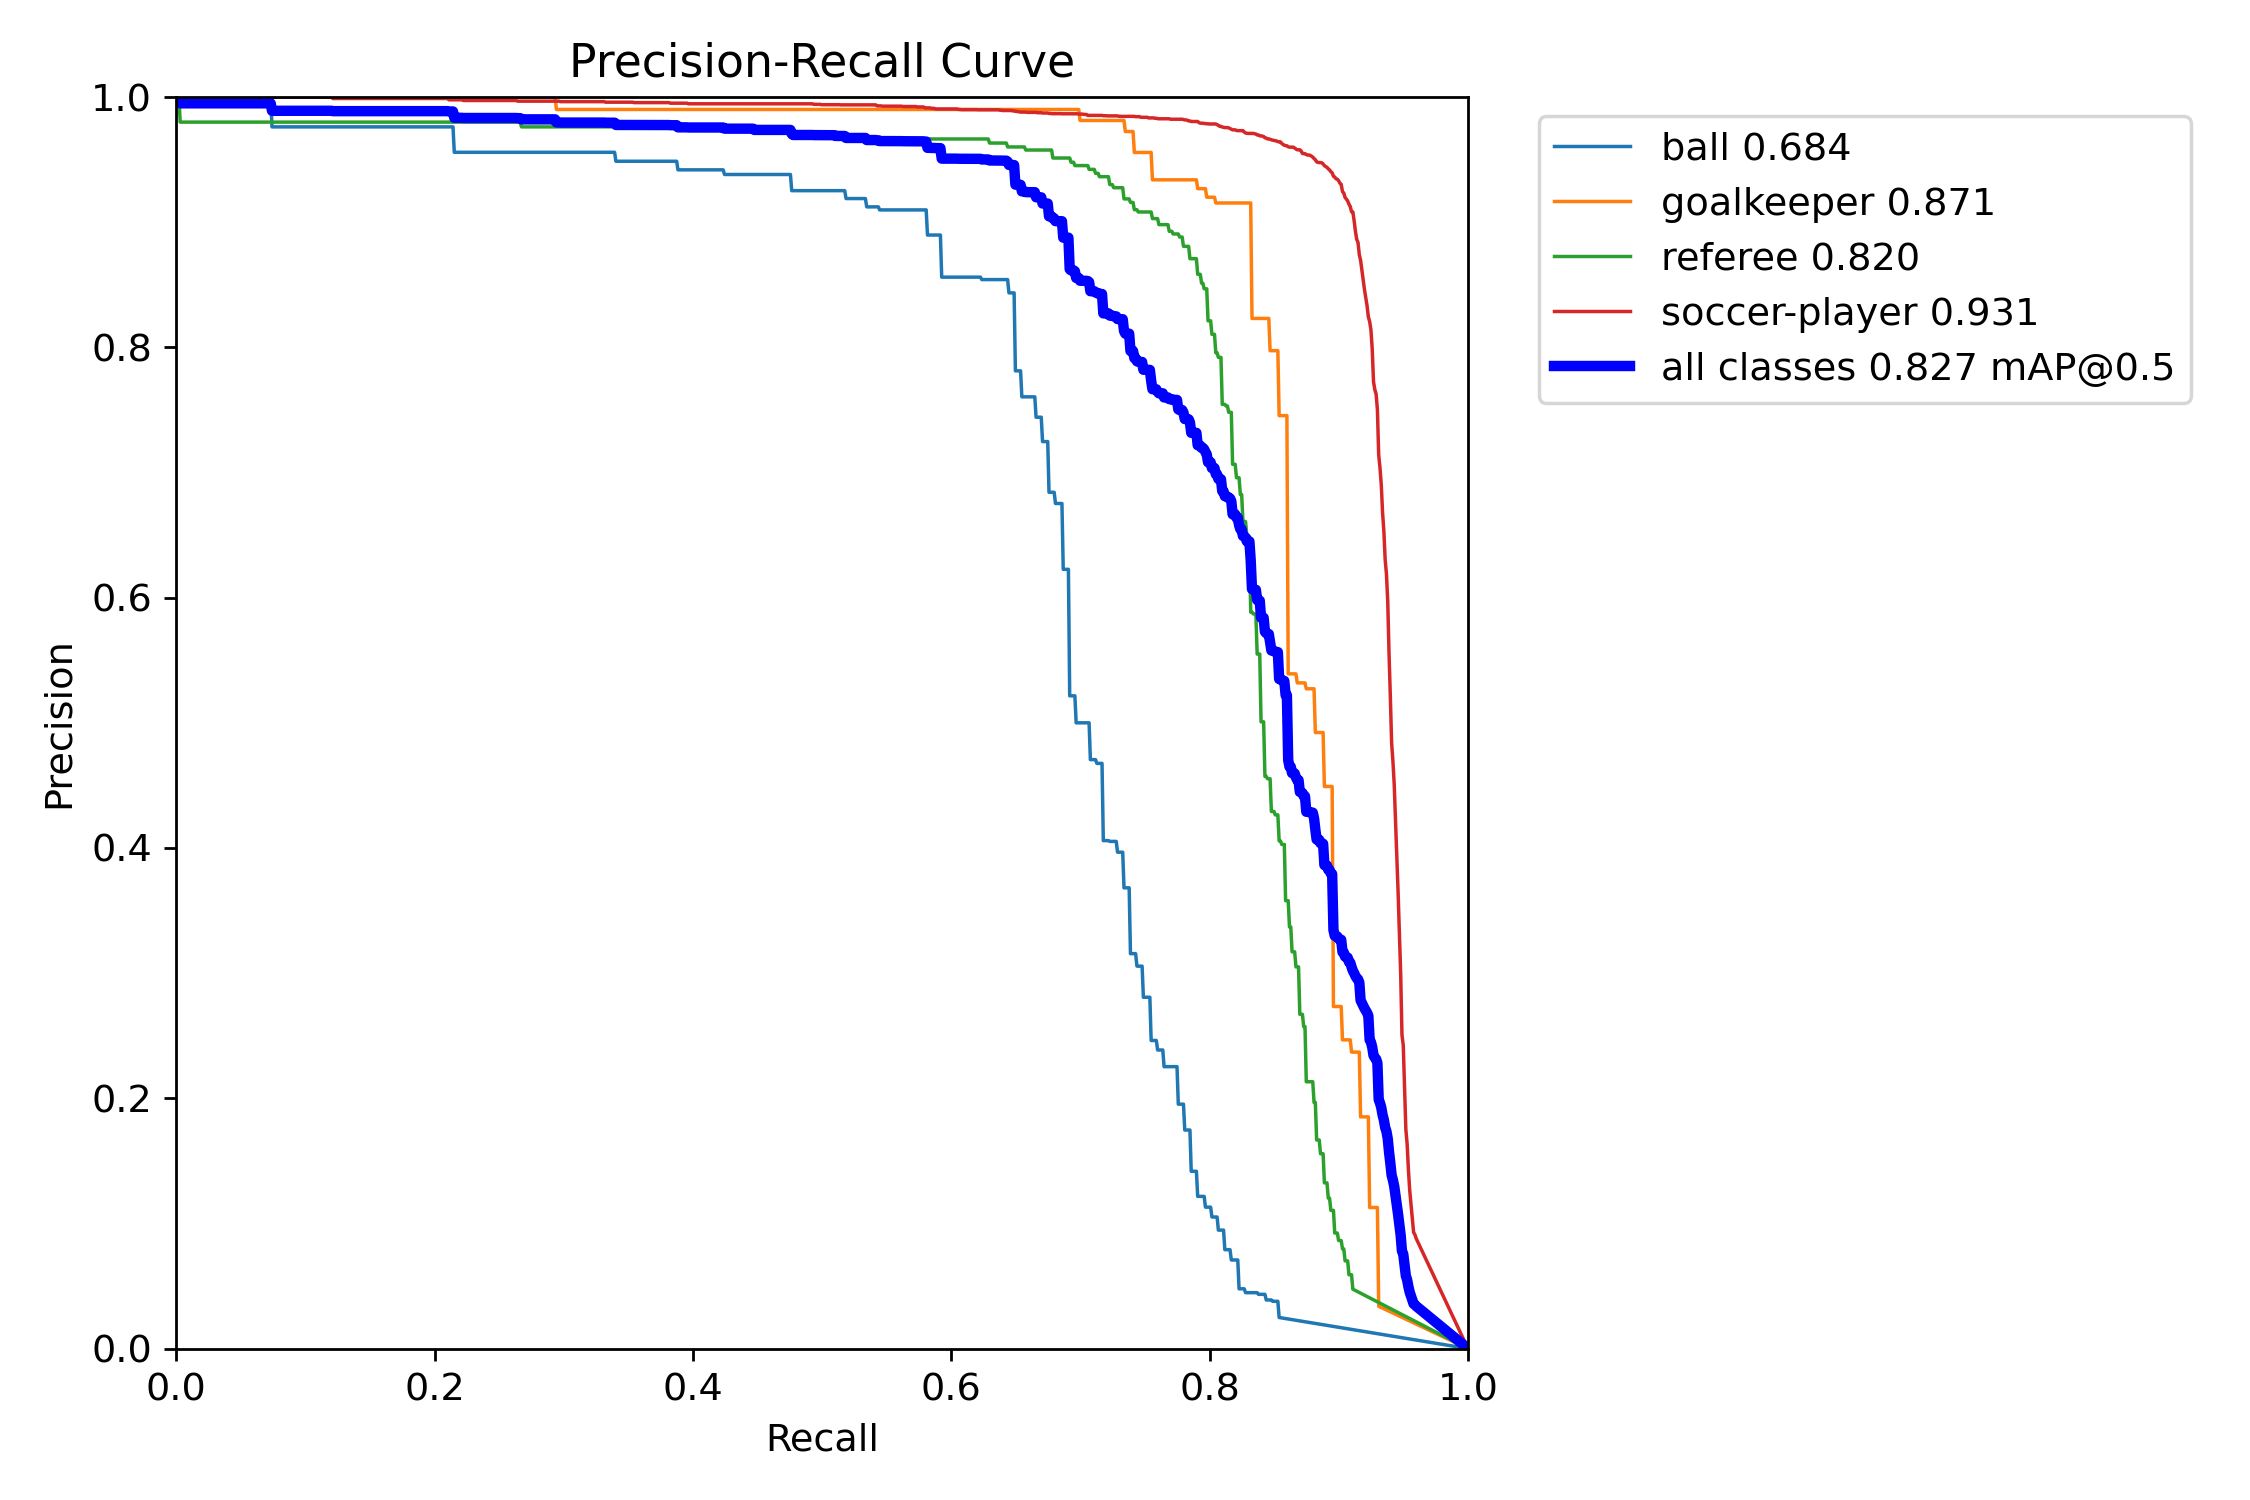 Precision-Recall Curve
1.0
0.8
0.6
0.4
0.2
0.0
Precision
0.0 0.2 0.4 0.6 0.8 1.0
Recall
ball 0.684
goalkeeper 0.871
referee 0.820
soccer-player 0.931
all classes 0.827 mAP@0.5